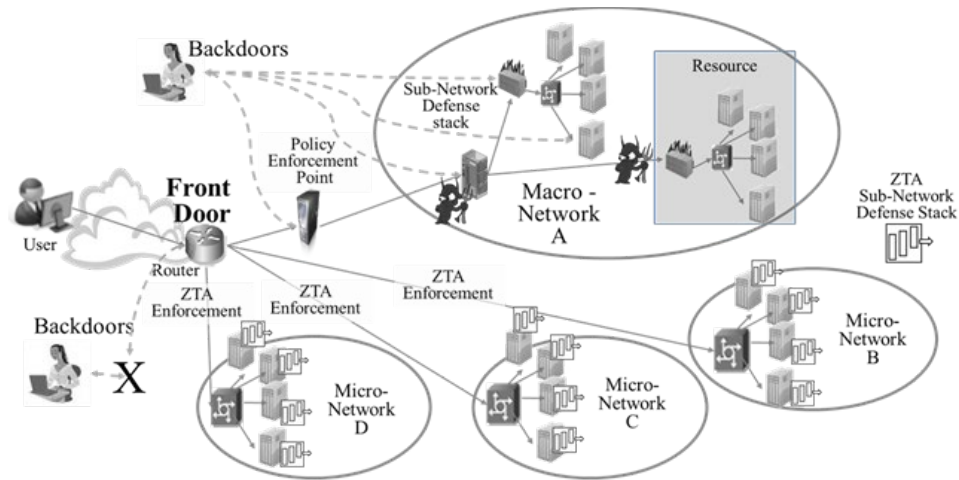 Backdoors
Sub-Network
Defense
stack
Resource
Policy
Enforcement
Point
Front
Door
Macro -
Network
A
ZTA
Sub-Network
Defense Stack
User
Router
ZTA
Enforcement
ZTA
Enforcement
ZTA
Enforcement
Backdoors
X
Micro-
Network
B
Micro-
Network
D
Micro-
Network
C